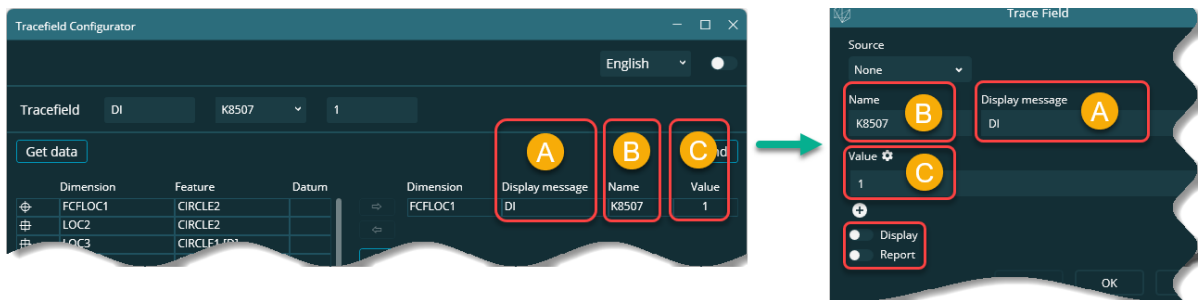 Tracefield Configurator
English
Tracefield DI K8507 1
Get data A B C nd
Dimension Feature Datum Dimension Display message Name Value
FCFLOC1 CIRCLE2 FCFLOC1 DI K8507 1
LOC2 CIRCLE2
LOC3
Trace Field
Source
None
Name Display message
K8507 B DI A
Value
1 C
Display
Report
OK